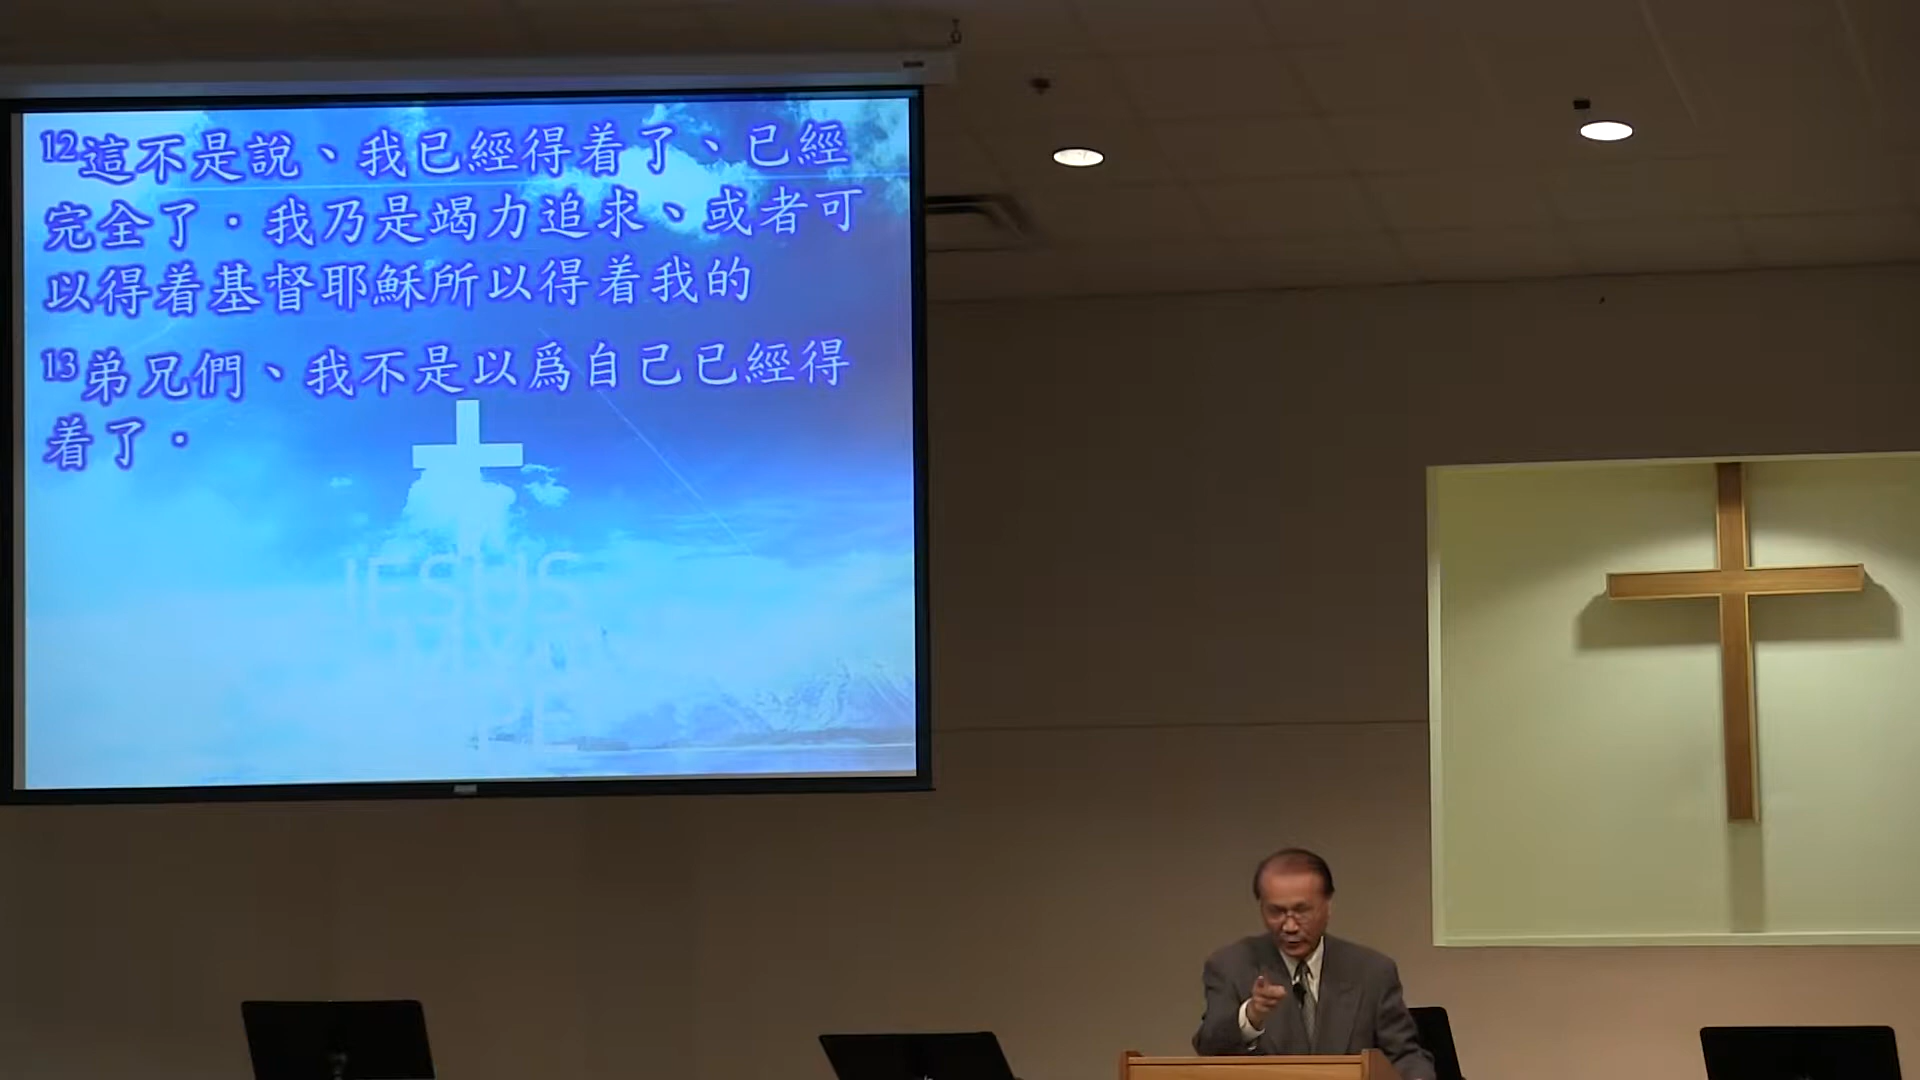 12這不是說、我已經得着了、已經
完全了·我乃是竭力追求、或者可
以得着基督耶穌所以得着我的
13弟兄們、我不是以爲自己已經得
着了·
JESUS